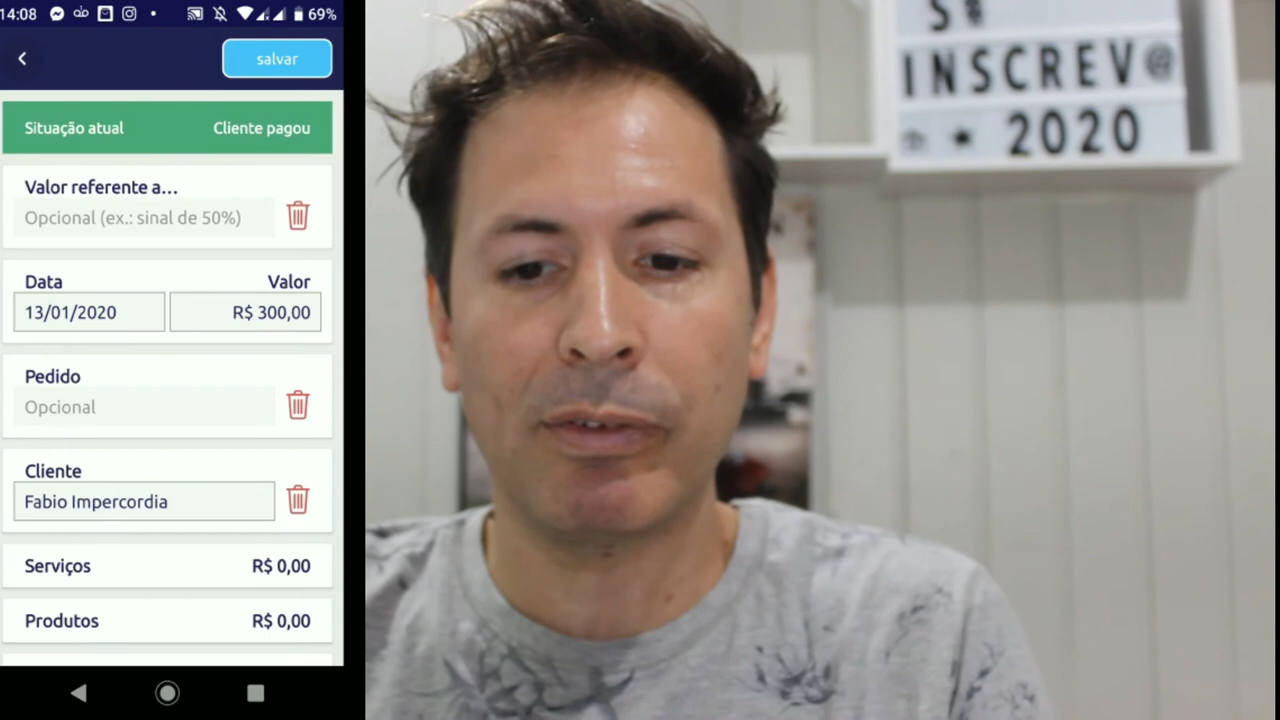 14:08
69%
salvar
Situação atual Cliente pagou
Valor referente a...
Opcional (ex.: sinal de 50%)
Data Valor
13/01/2020 R$ 300,00
Pedido
Opcional
Cliente
Fabio Impercordia
Serviços R$ 0,00
Produtos R$ 0,00
INSCREV@
2020